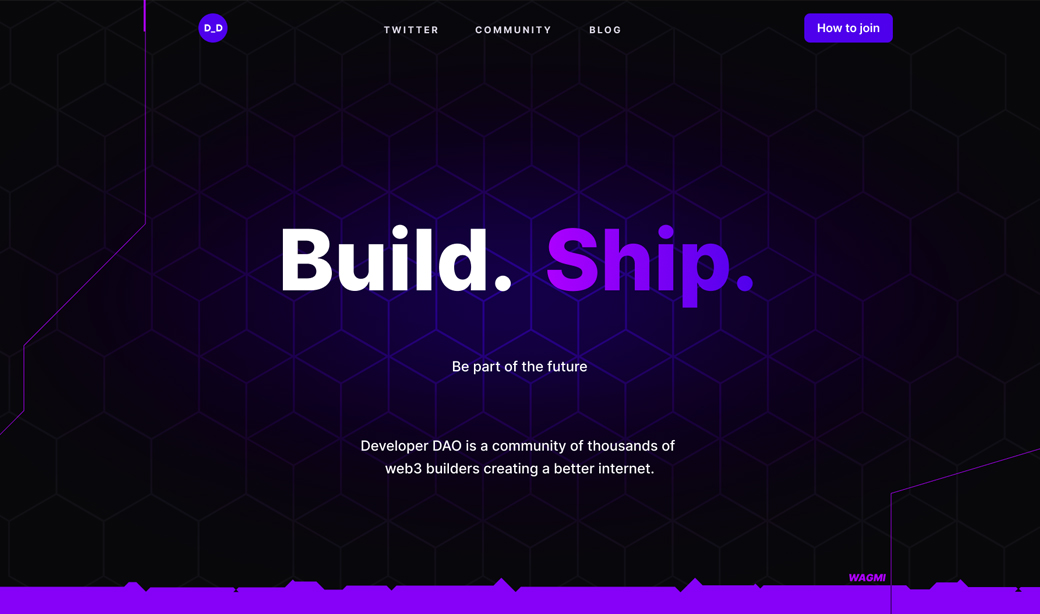 D_D
TWITTER
COMMUNITY
BLOG
How to join
Build. Ship.
Be part of the future
Developer DAO is a community of thousands of
web3 builders creating a better internet.
WAGMI